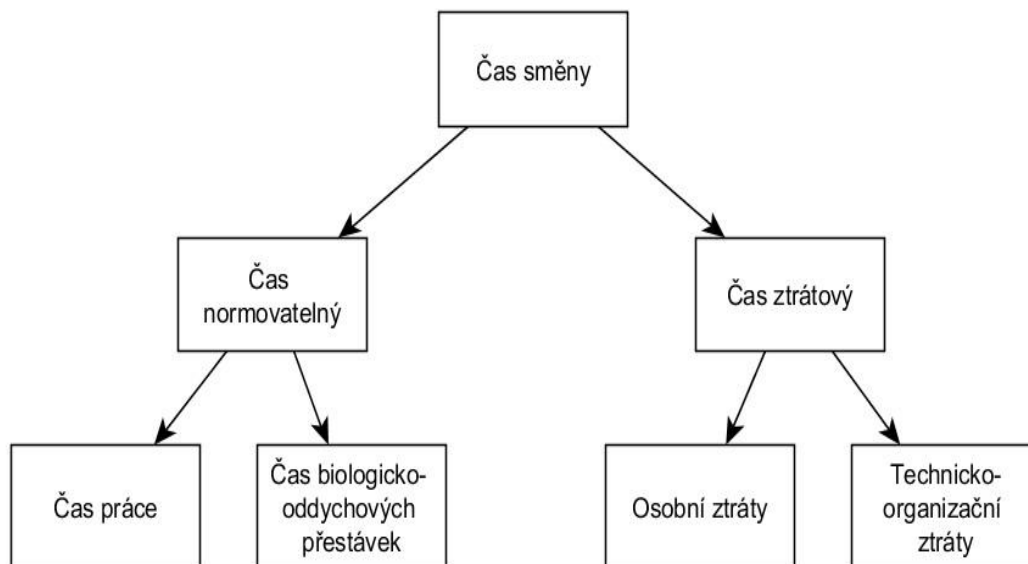 Čas směny
Čas
normovatelný
Čas ztrátový
Čas práce
Čas biologicko-
oddychových
přestávek
Osobní ztráty
Technicko-
organizační
ztráty